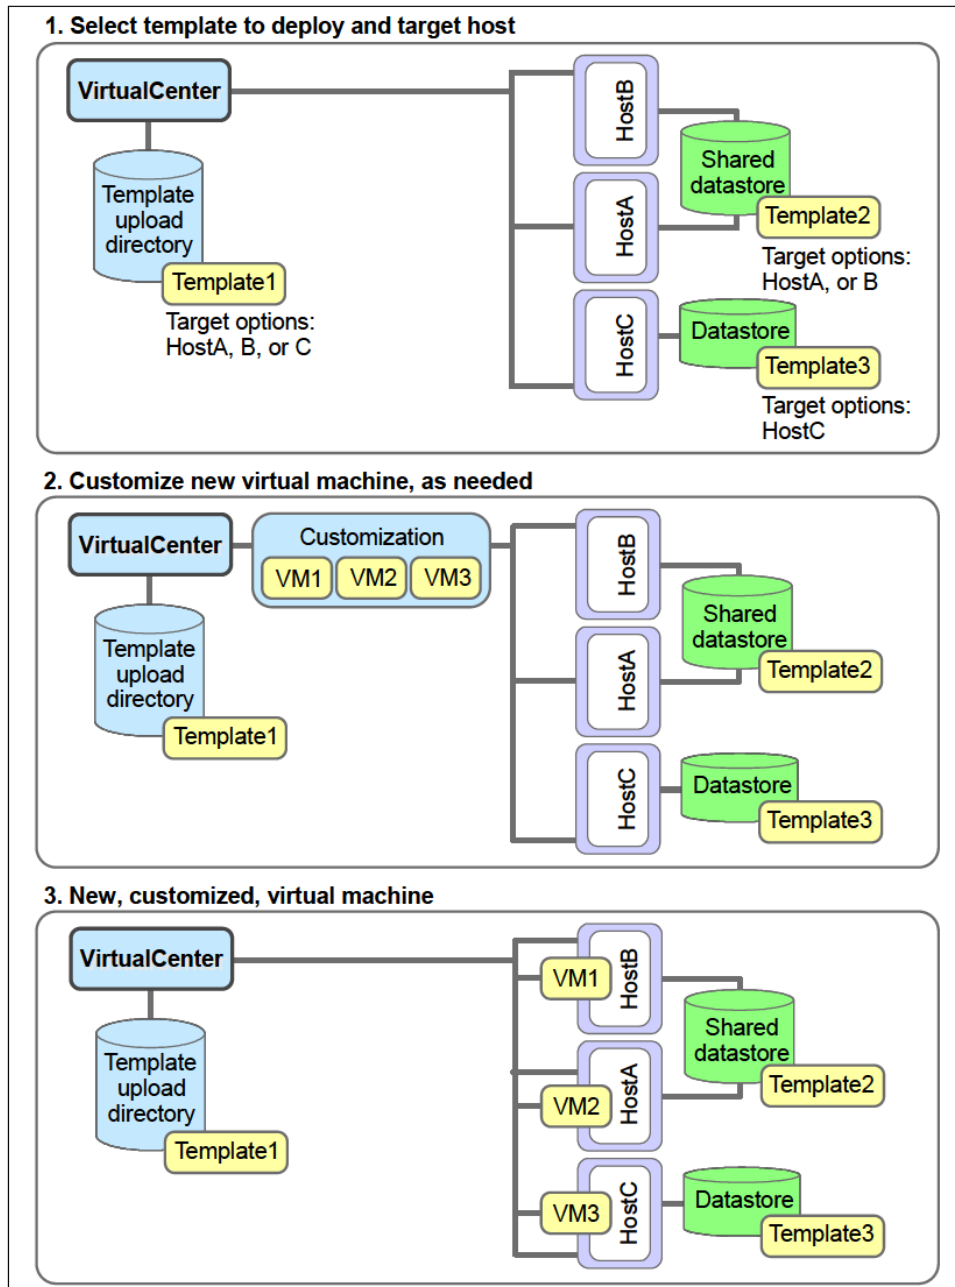 1. Select template to deploy and target host
VirtualCenter
Template
upload
directory
Template1
Target options:
HostA, B, or C
HostB
HostA
HostC
Shared
datastore
Template2
Target options:
HostA, or B
Datastore
Template3
Target options:
HostC
2. Customize new virtual machine, as needed
VirtualCenter
Customization
VM1 VM2 VM3
Template
upload
directory
Template1
HostB
HostA
HostC
Shared
datastore
Template2
Datastore
Template3
3. New, customized, virtual machine
VirtualCenter
Template
upload
directory
Template1
VM1
HostB
VM2
HostA
VM3
HostC
Shared
datastore
Template2
Datastore
Template3